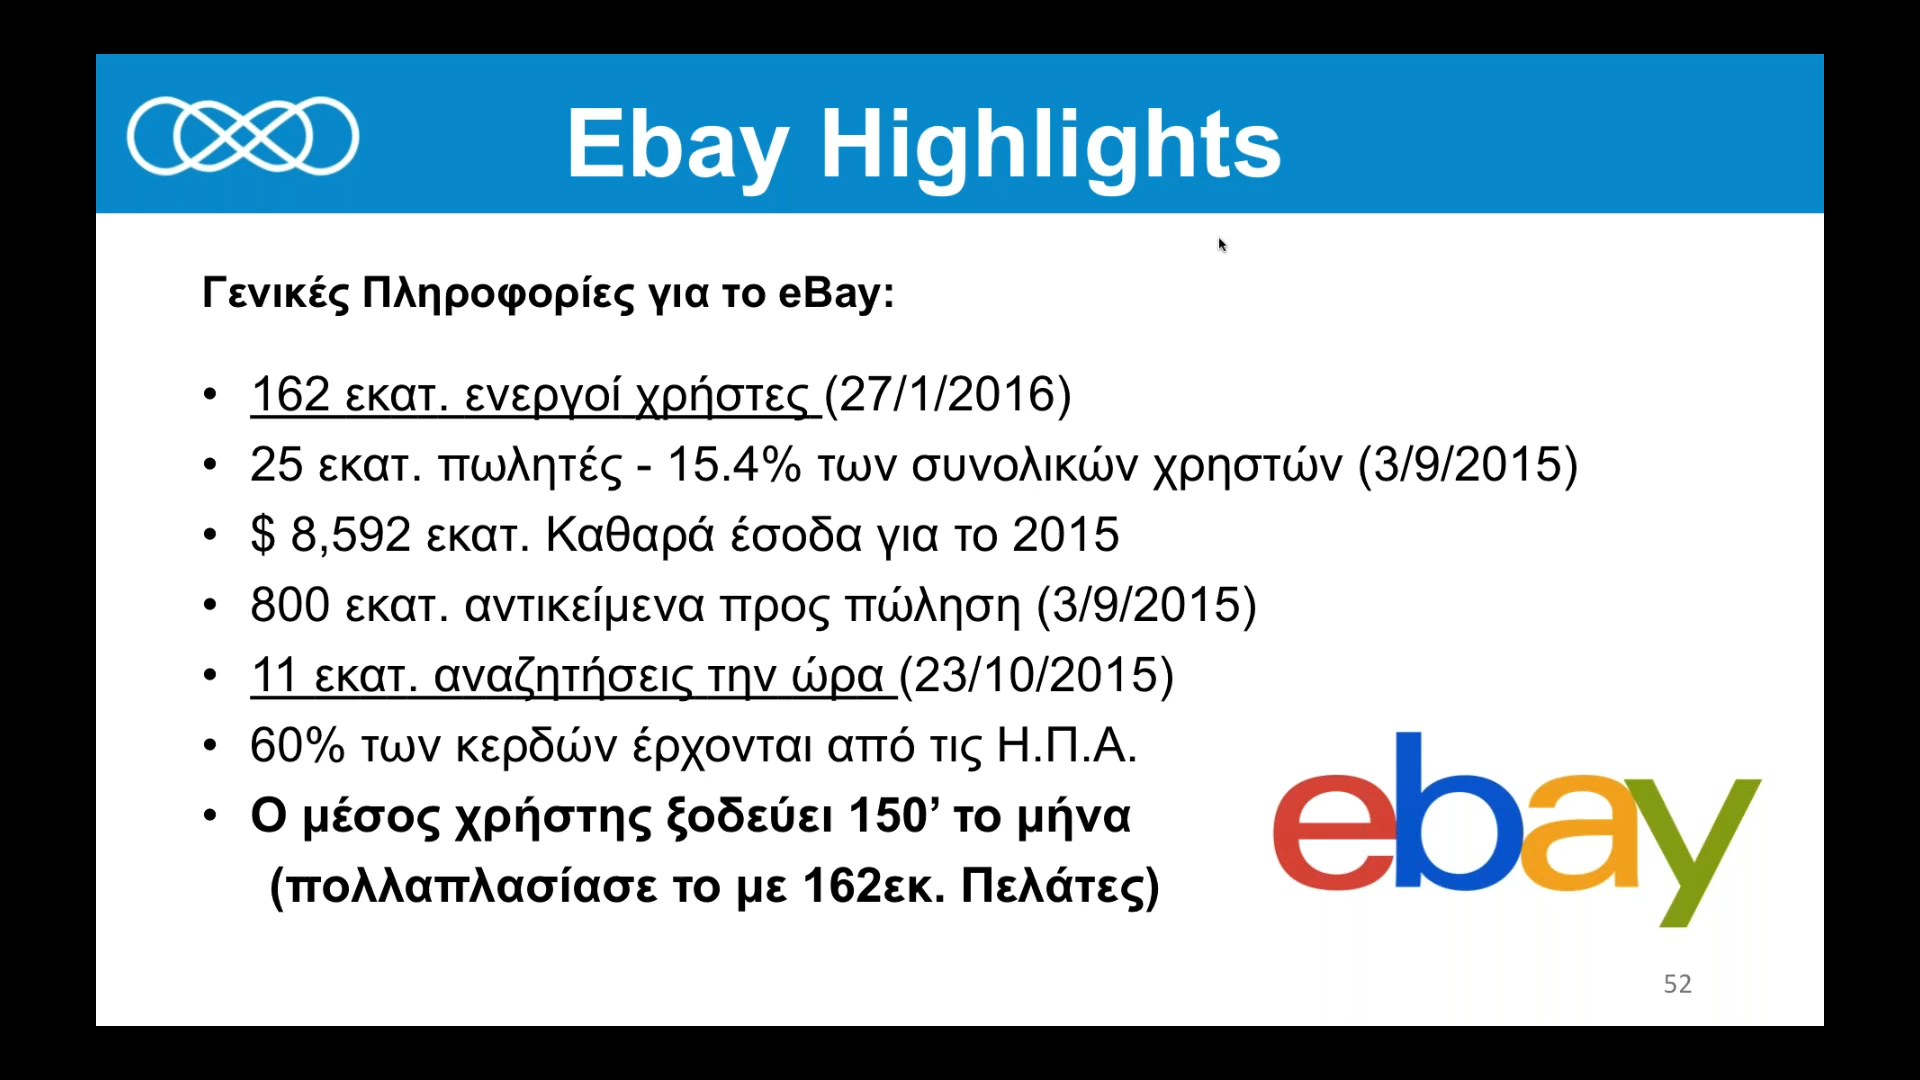 Ebay Highlights
Γενικές Πληροφορίες για το eBay:
• 162 εκατ. ενεργοί χρήστες (27/1/2016)
• 25 εκατ. πωλητές - 15.4% των συνολικών χρηστών (3/9/2015)
• $ 8,592 εκατ. Καθαρά έσοδα για το 2015
• 800 εκατ. αντικείμενα προς πώληση (3/9/2015)
• 11 εκατ. αναζητήσεις την ώρα (23/10/2015)
• 60% των κερδών έρχονται από τις Η.Π.Α.
• Ο μέσος χρήστης ξοδεύει 150’ το μήνα
(πολλαπλασίασε το με 162εκ. Πελάτες)
ebay
52